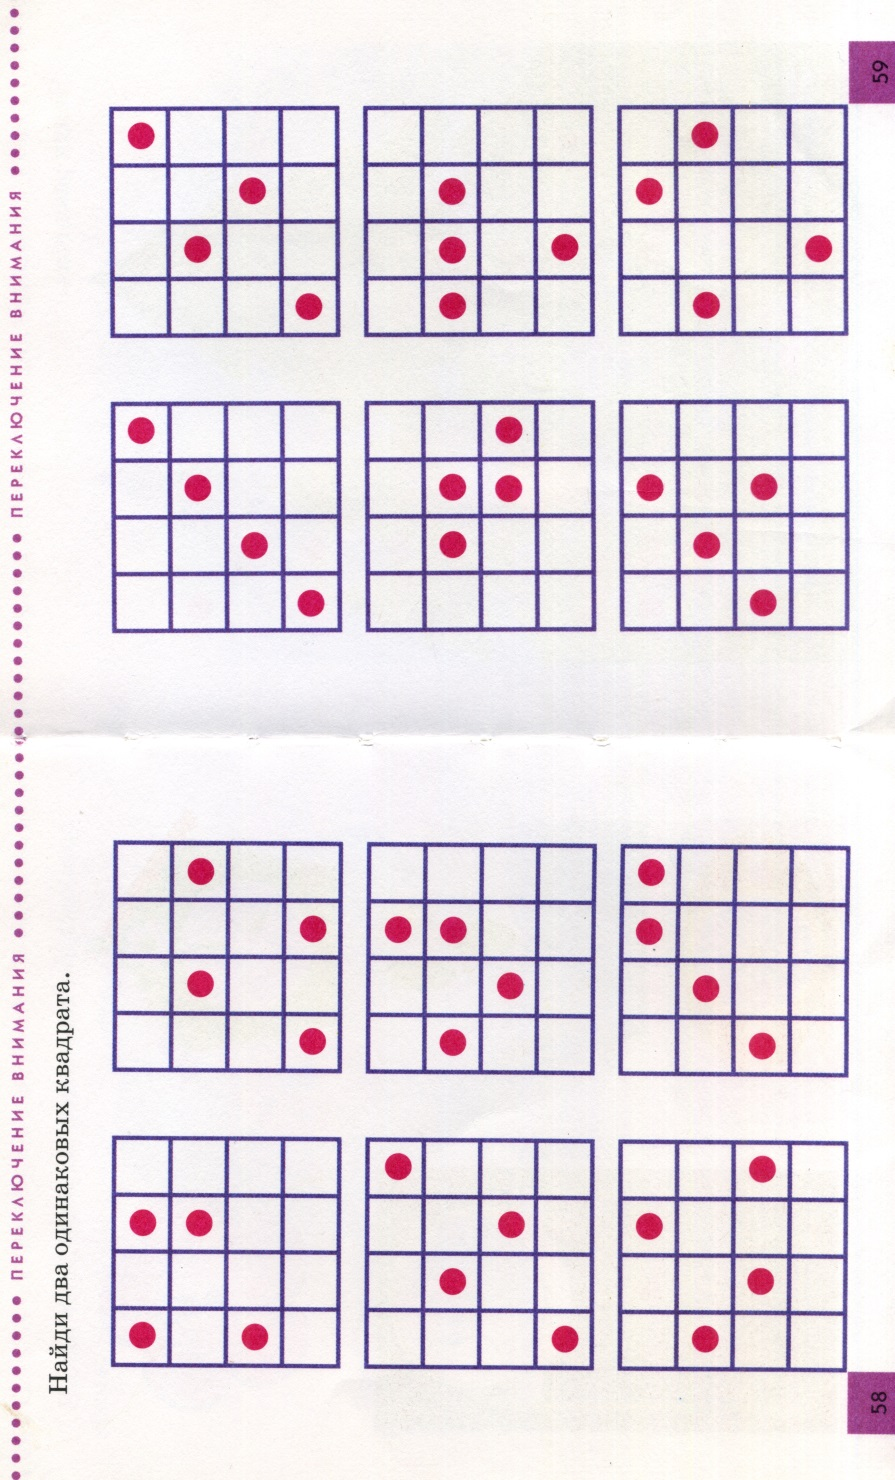 ПЕРЕКЛЮЧЕНИЕ ВНИМАНИЯ
ПЕРЕКЛЮЧЕНИЕ ВНИМАНИЯ
Найди два одинаковых квадрата.
58
59